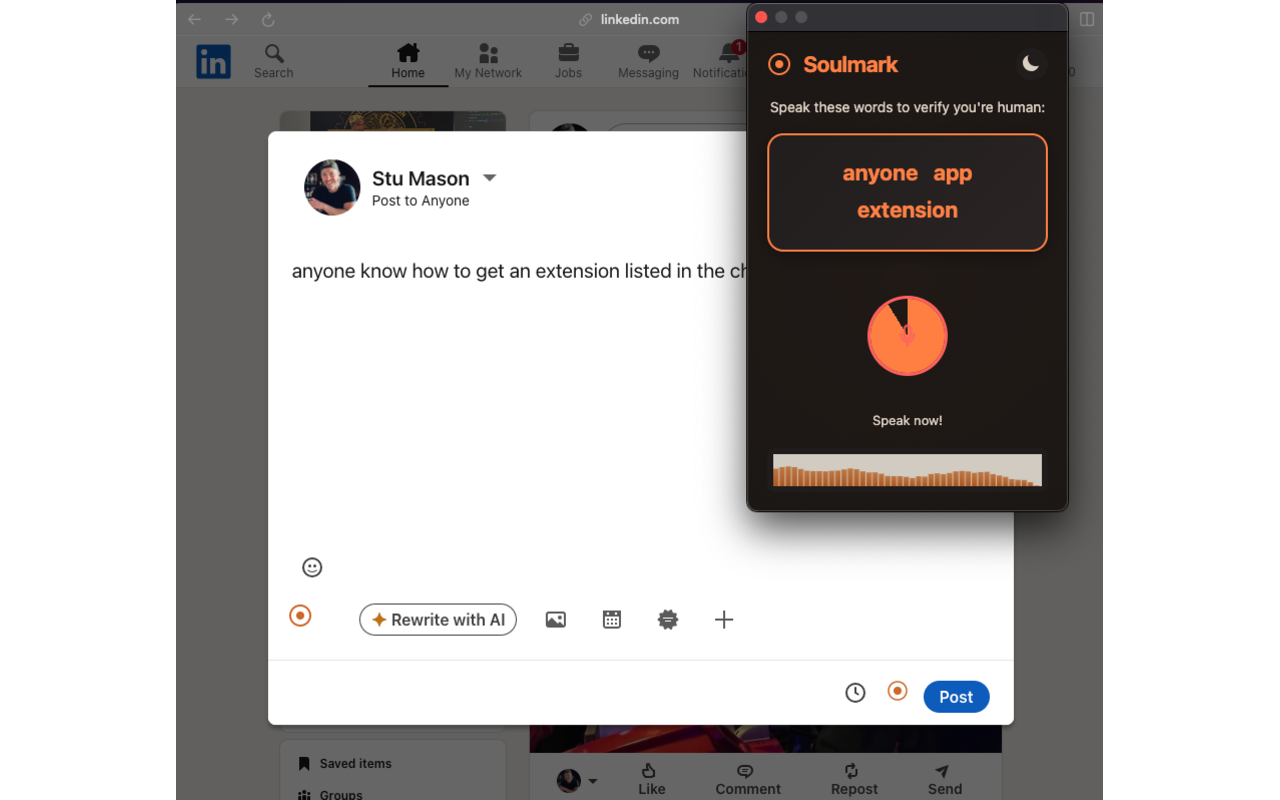 linkedin.com
in
Search
Home
My Network
Jobs
Messaging
1
Stu Mason
Post to Anyone
anyone know how to get an extension listed in the
Rewrite with AI
Post
Saved items
Groups
Like
Comment
Repost
Send
Soulmark
Speak these words to verify you're human:
anyone app
extension
Speak now!